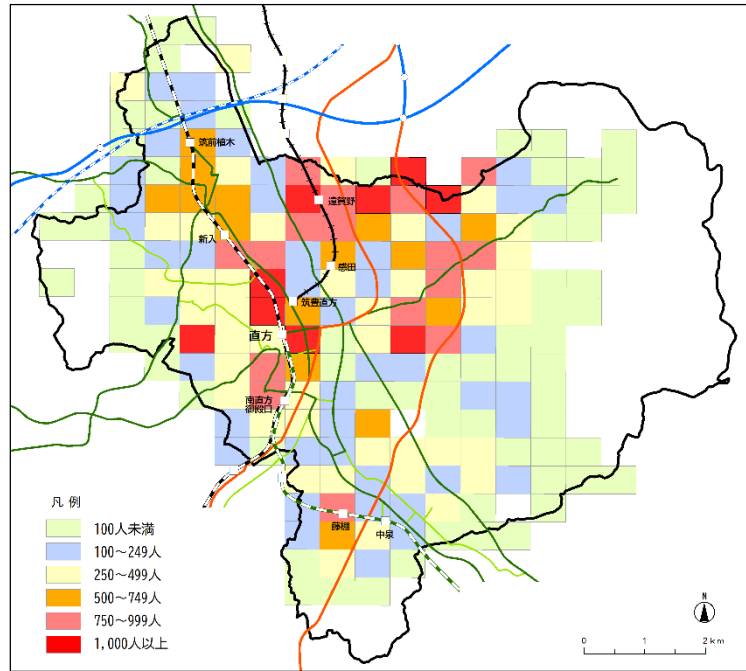 筑前植木
遠賀野
新入
感田
筑豊直方
直方
南直方
御殿口
藤棚
中泉
凡 例
100人未満
100～249人
250～499人
500～749人
750～999人
1,000人以上
N
0 1 2km